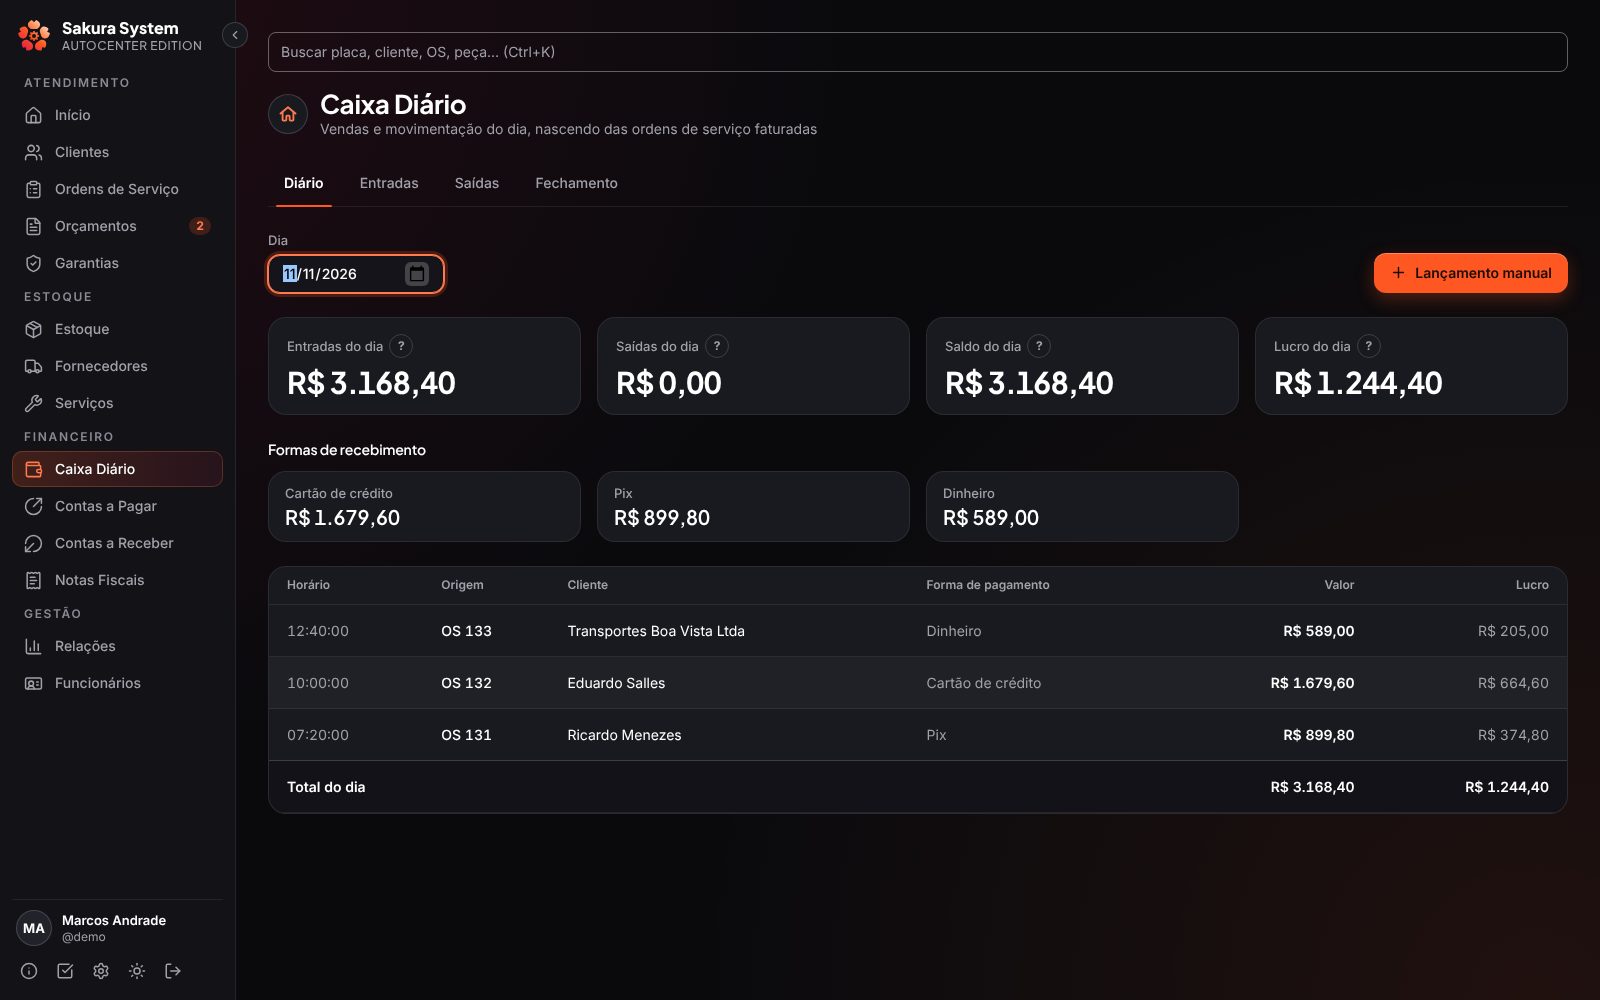 Sakura System
AUTOCENTER EDITION
ATENDIMENTO
Início
Clientes
Ordens de Serviço
Orçamentos 2
Garantias
ESTOQUE
Estoque
Fornecedores
Serviços
FINANCEIRO
Caixa Diário
Contas a Pagar
Contas a Receber
Notas Fiscais
GESTÃO
Relações
Funcionários
MA
Marcos Andrade
@demo
Buscar placa, cliente, OS, peça... (Ctrl+K)
Caixa Diário
Vendas e movimentação do dia, nascendo das ordens de serviço faturadas
Diário Entradas Saídas Fechamento
Dia
11/11/2026
+ Lançamento manual
Entradas do dia ?
R$ 3.168,40
Saídas do dia ?
R$ 0,00
Saldo do dia ?
R$ 3.168,40
Lucro do dia ?
R$ 1.244,40
Formas de recebimento
Cartão de crédito
R$ 1.679,60
Pix
R$ 899,80
Dinheiro
R$ 589,00
Horário Origem Cliente Forma de pagamento Valor Lucro
12:40:00 OS 133 Transportes Boa Vista Ltda Dinheiro R$ 589,00 R$ 205,00
10:00:00 OS 132 Eduardo Salles Cartão de crédito R$ 1.679,60 R$ 664,60
07:20:00 OS 131 Ricardo Menezes Pix R$ 899,80 R$ 374,80
Total do dia R$ 3.168,40 R$ 1.244,40